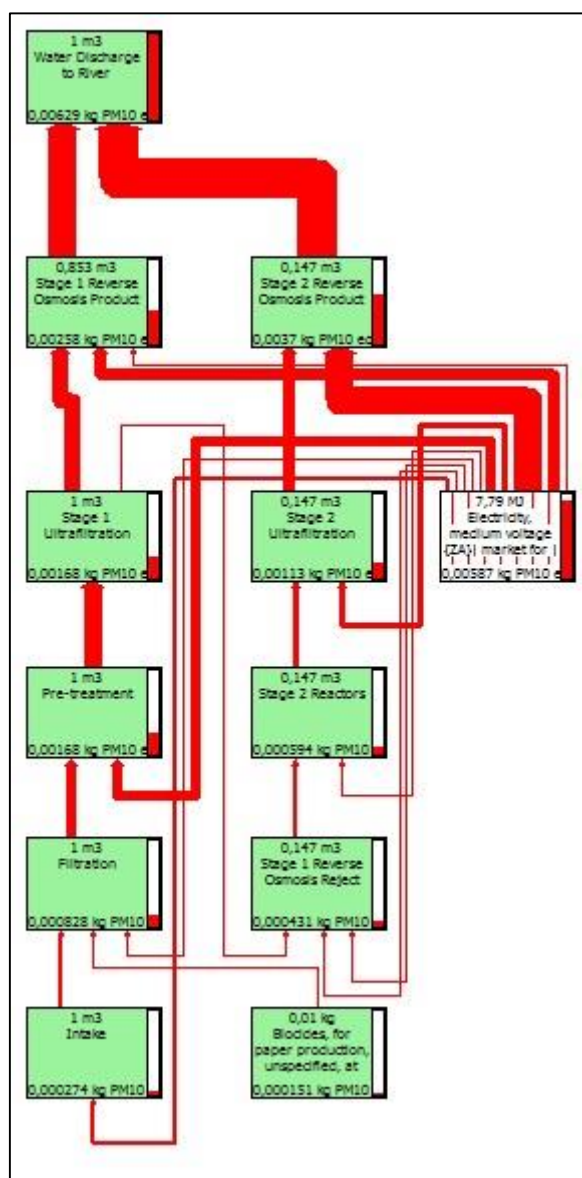 1 m3
Water Discharge
to River
0,00629 kg PM10 eq
0,853 m3
Stage 1 Reverse
Osmosis Product
0,00258 kg PM10 eq
0,147 m3
Stage 2 Reverse
Osmosis Product
0,0037 kg PM10 eq
1 m3
Stage 1
Ultrafiltration
0,00168 kg PM10 eq
0,147 m3
Stage 2
Ultrafiltration
0,00113 kg PM10
7,79 MJ
Electricity,
medium voltage
{ZA}| market for |
0,00587 kg PM10 eq
1 m3
Pre-treatment
0,00168 kg PM10 eq
0,147 m3
Stage 2 Reactors
0,000594 kg PM10
1 m3
Filtration
0,000828 kg PM10
0,147 m3
Stage 1 Reverse
Osmosis Reject
0,000431 kg PM10
1 m3
Intake
0,000274 kg PM10
0,01 kg
Biocides, for
paper production,
unspecified, at
0,000151 kg PM10